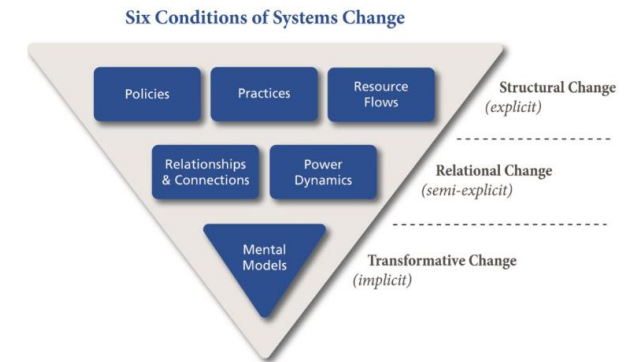 Six Conditions of Systems Change
Policies
Practices
Resource
Flows
Structural Change
(explicit)
Relationships
& Connections
Power
Dynamics
Relational Change
(semi-explicit)
Mental
Models
Transformative Change
(implicit)